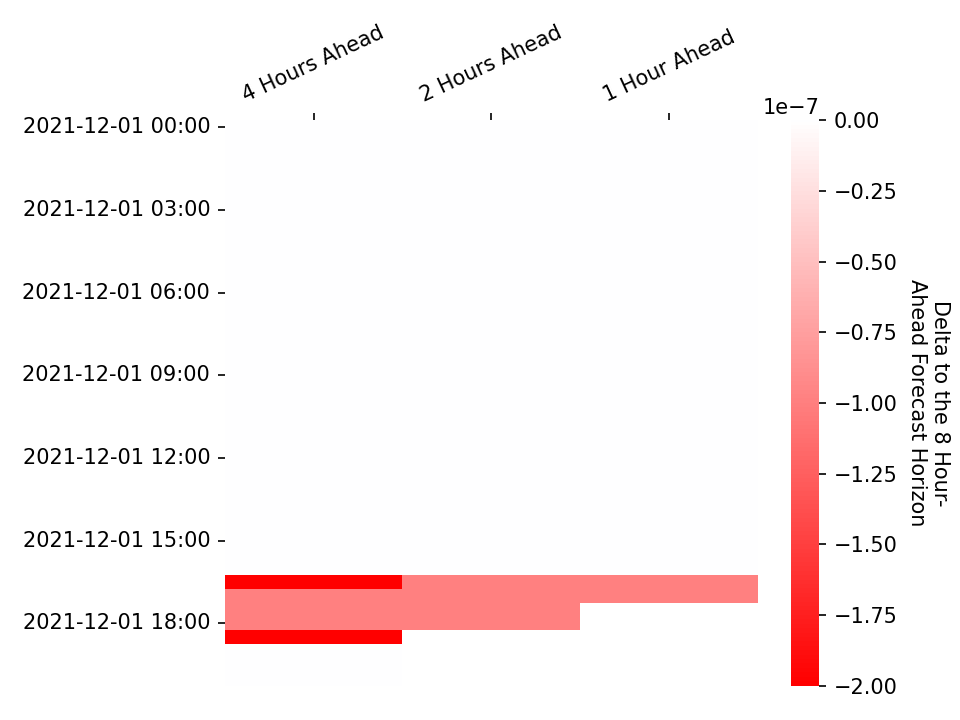 4 Hours Ahead
2 Hours Ahead
1 Hour Ahead
2021-12-01 00:00
2021-12-01 03:00
2021-12-01 06:00
2021-12-01 09:00
2021-12-01 12:00
2021-12-01 15:00
2021-12-01 18:00
1e−7
0.00
−0.25
−0.50
−0.75
−1.00
−1.25
−1.50
−1.75
−2.00
Delta to the 8 Hour-
Ahead Forecast Horizon